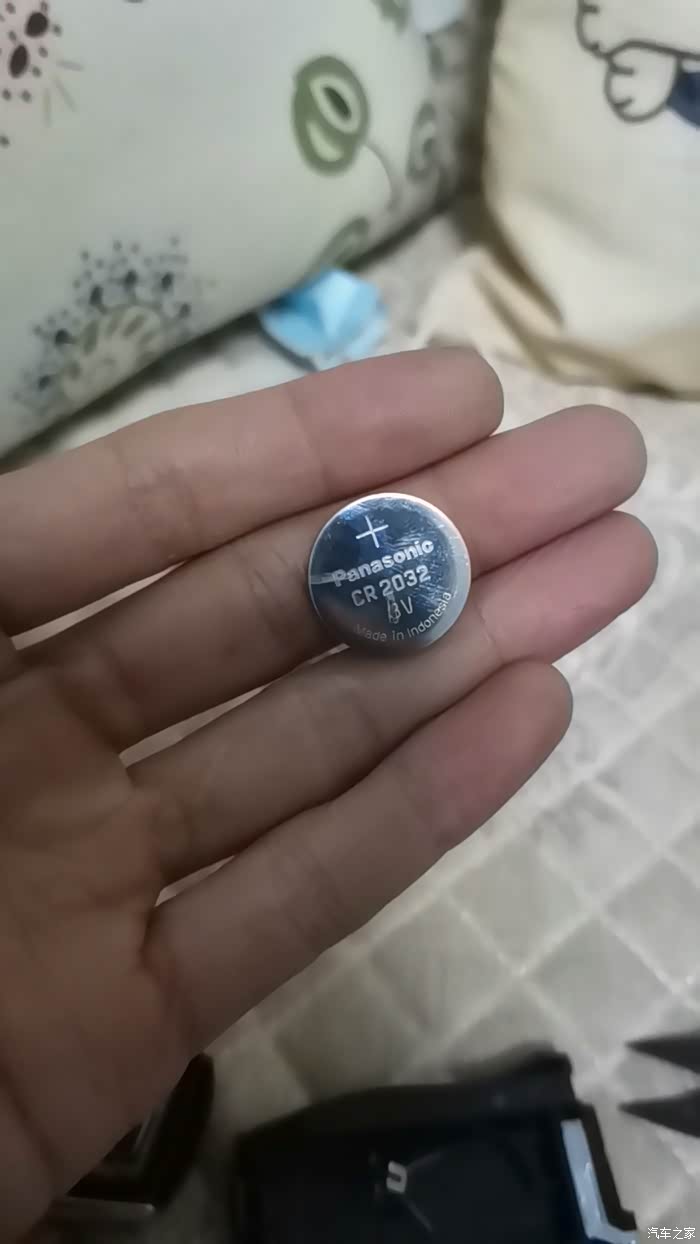 +
Panasonic
CR 2032
3V
Made in Indonesia
汽车之家